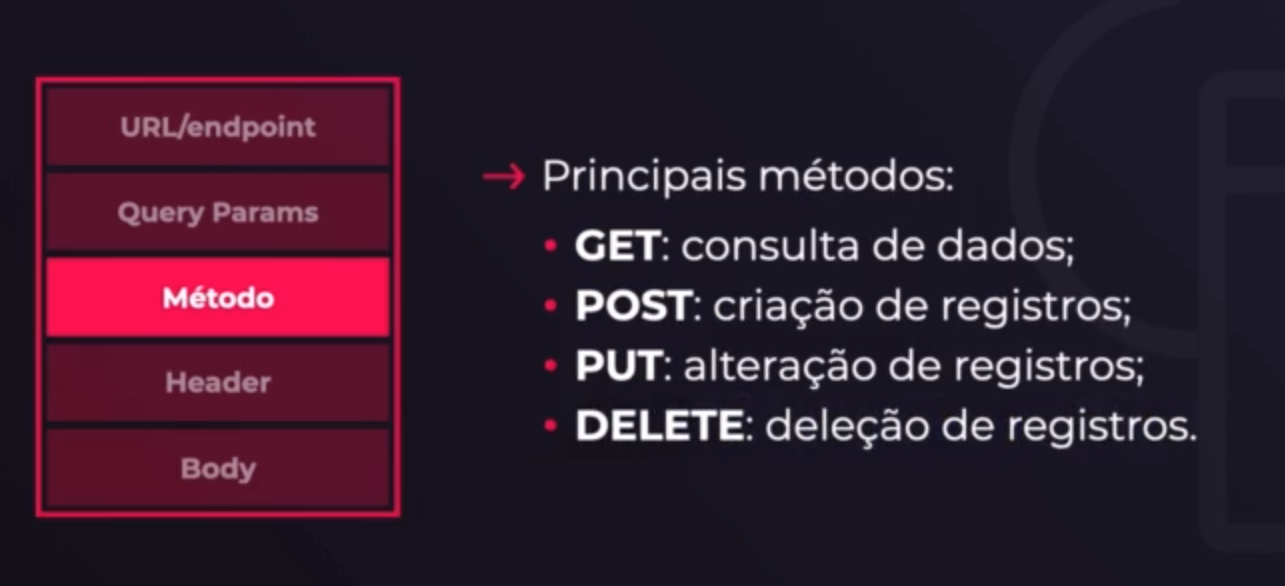 URL/endpoint
Query Params
Método
Header
Body
→ Principais métodos:
• GET: consulta de dados;
• POST: criação de registros;
• PUT: alteração de registros;
• DELETE: deleção de registros.